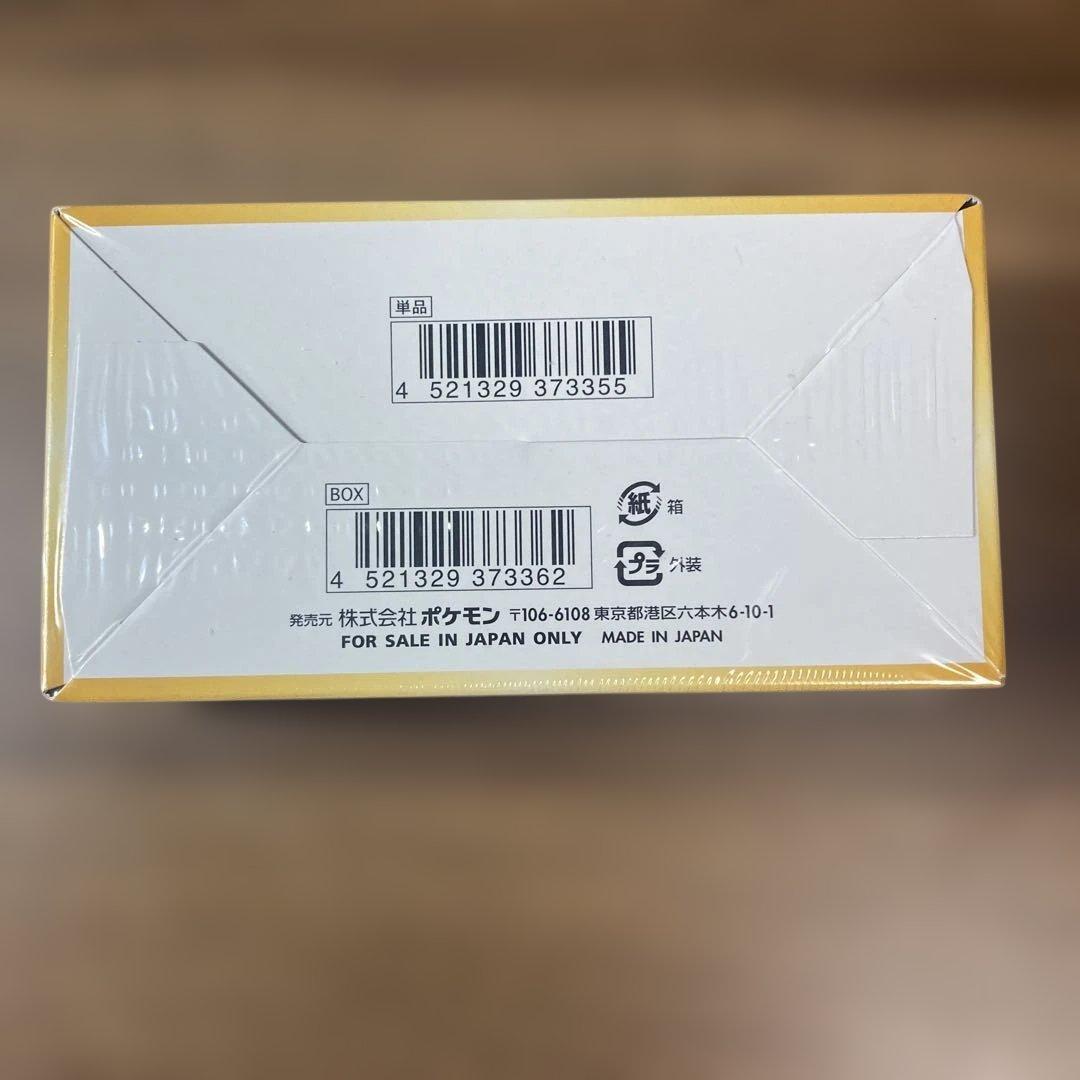 単品
4 521329 373355
BOX
4 521329 373362
紙 箱
プラ 外装
発売元 株式会社 ポケモン 〒106-6108 東京都港区六本木6-10-1
FOR SALE IN JAPAN ONLY MADE IN JAPAN